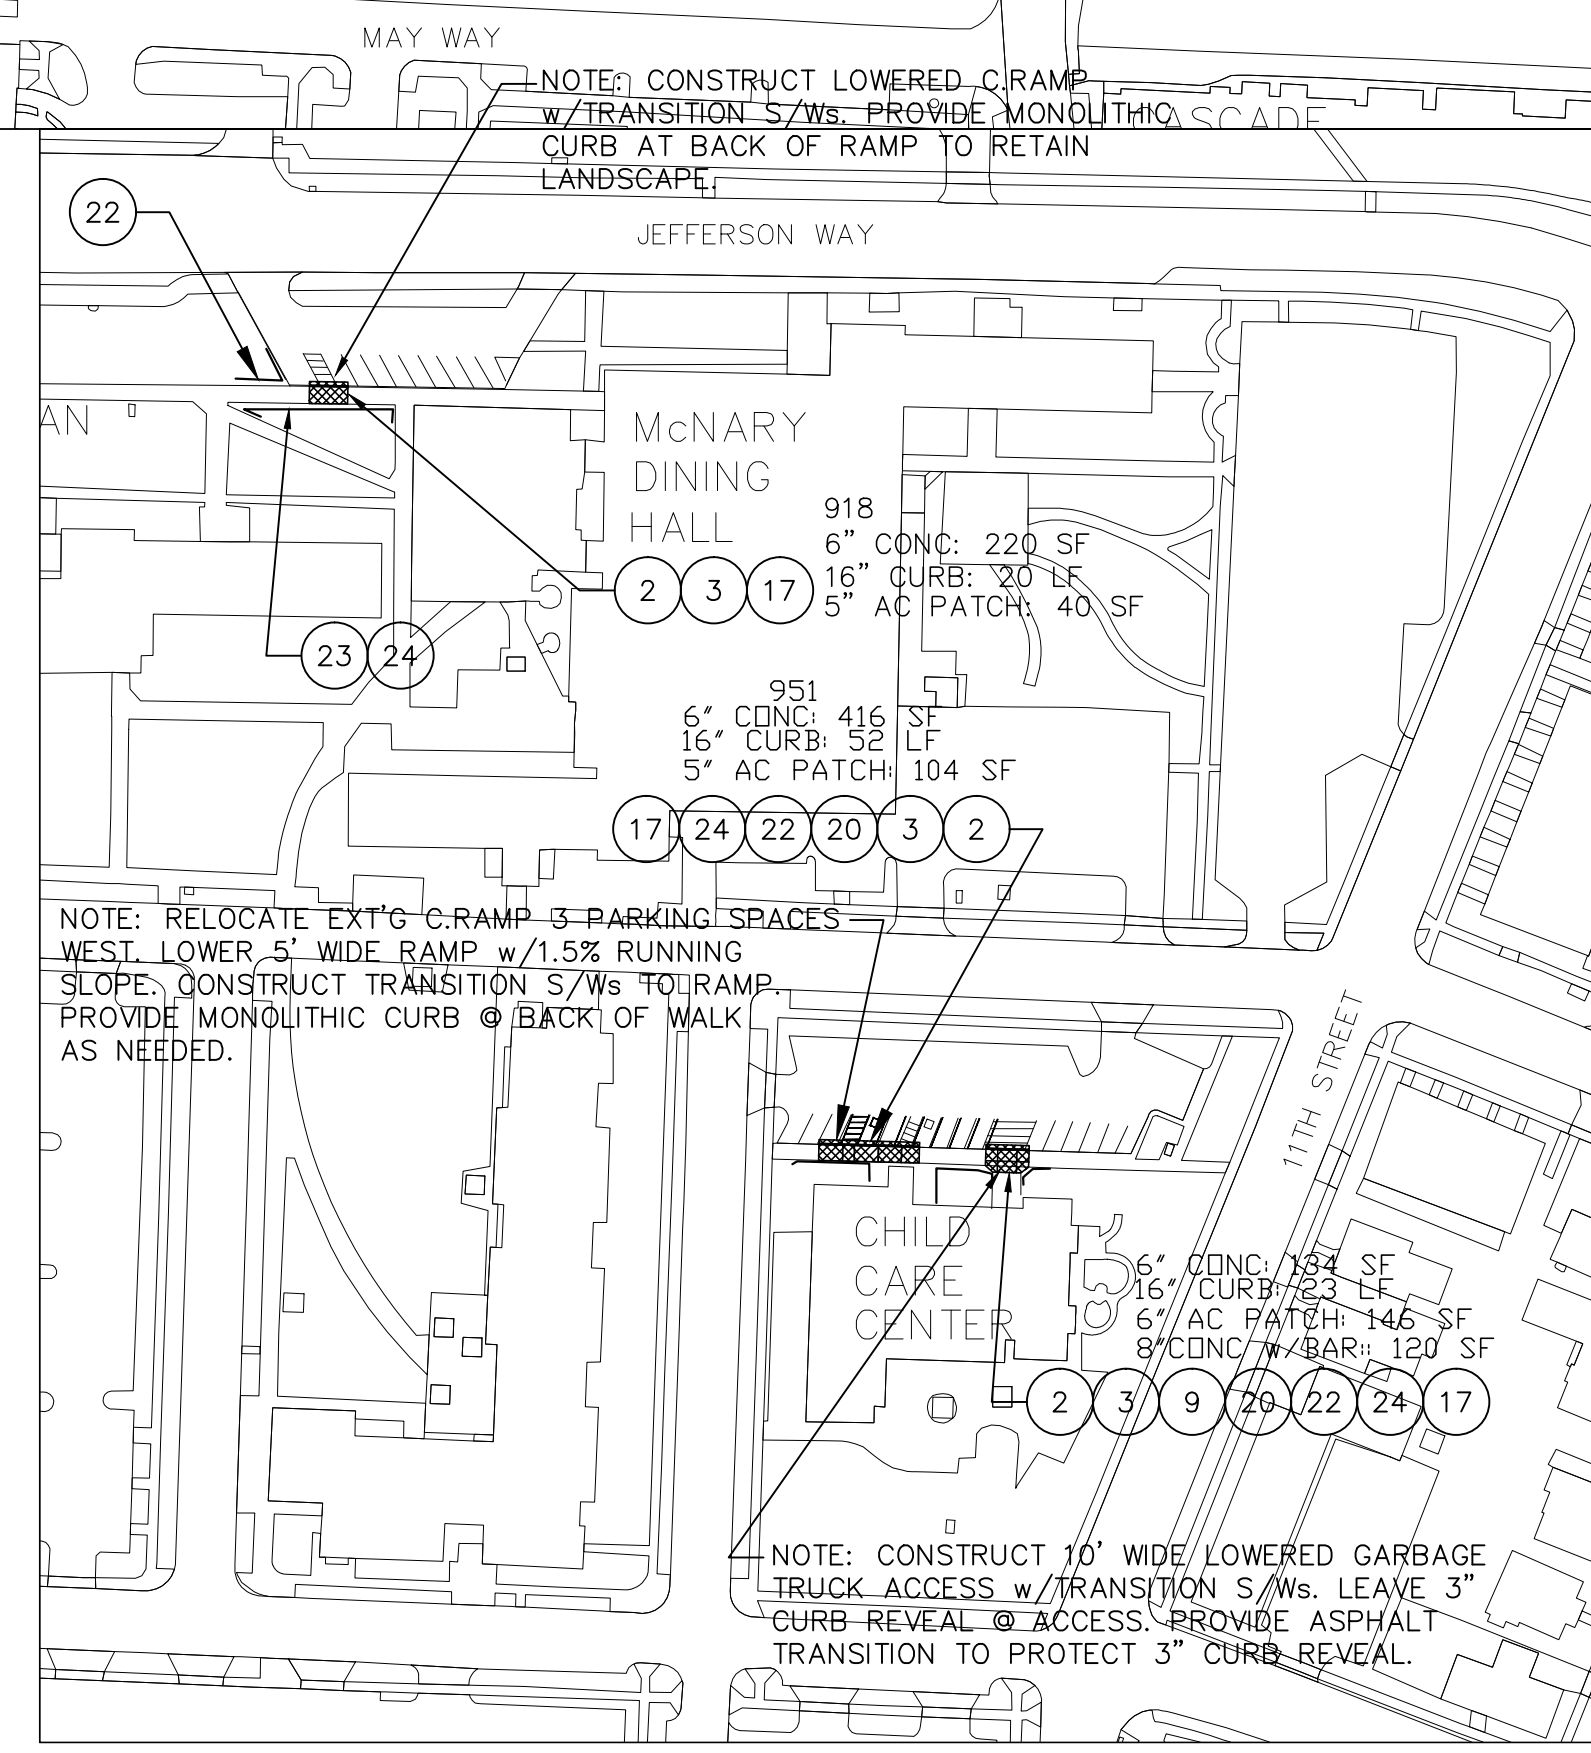 MAY WAY
NOTE: CONSTRUCT LOWERED C.RAMP
w/TRANSITION S/Ws. PROVIDE MONOLITHIC
CURB AT BACK OF RAMP TO RETAIN
LANDSCAPE.
CASCADE
22
JEFFERSON WAY
AN
McNARY
DINING
HALL
918
6” CONC: 220 SF
16” CURB: 20 LF
5” AC PATCH: 40 SF
2 3 17
23 24
951
6” CONC: 416 SF
16” CURB: 52 LF
5” AC PATCH: 104 SF
17 24 22 20 3 2
NOTE: RELOCATE EXT'G C.RAMP 3 PARKING SPACES
WEST. LOWER 5' WIDE RAMP w/1.5% RUNNING
SLOPE. CONSTRUCT TRANSITION S/Ws TO RAMP.
PROVIDE MONOLITHIC CURB @ BACK OF WALK
AS NEEDED.
11TH STREET
CHILD
CARE
CENTER
6” CONC: 134 SF
16” CURB: 23 LF
6” AC PATCH: 146 SF
8”CONC w/BAR:: 120 SF
2 3 9 20 22 24 17
NOTE: CONSTRUCT 10' WIDE LOWERED GARBAGE
TRUCK ACCESS w/TRANSITION S/Ws. LEAVE 3”
CURB REVEAL @ ACCESS. PROVIDE ASPHALT
TRANSITION TO PROTECT 3” CURB REVEAL.